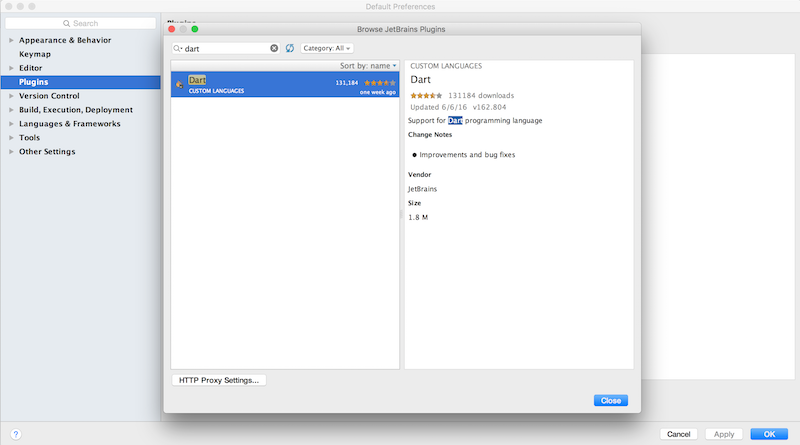 Default Preferences
Search
Appearance & Behavior
Keymap
Editor
Plugins
Version Control
Build, Execution, Deployment
Languages & Frameworks
Tools
Other Settings
Browse JetBrains Plugins
dart
Category: All
Sort by: name
Dart
131,184
CUSTOM LANGUAGES
one week ago
CUSTOM LANGUAGES
Dart
131184 downloads
Updated 6/6/16 v162.804
Support for Dart programming language
Change Notes
Improvements and bug fixes
Vendor
JetBrains
Size
1.8 M
HTTP Proxy Settings...
Close
?
Cancel
Apply
OK